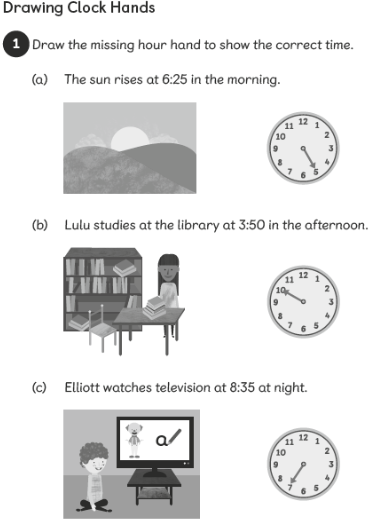 Drawing Clock Hands
1 Draw the missing hour hand to show the correct time.
(a) The sun rises at 6:25 in the morning.
11 12 1
10 2
9 3
8 4
7 6 5
(b) Lulu studies at the library at 3:50 in the afternoon.
11 12 1
10 2
9 3
8 4
7 6 5
(c) Elliott watches television at 8:35 at night.
a
11 12 1
10 2
9 3
8 4
7 6 5